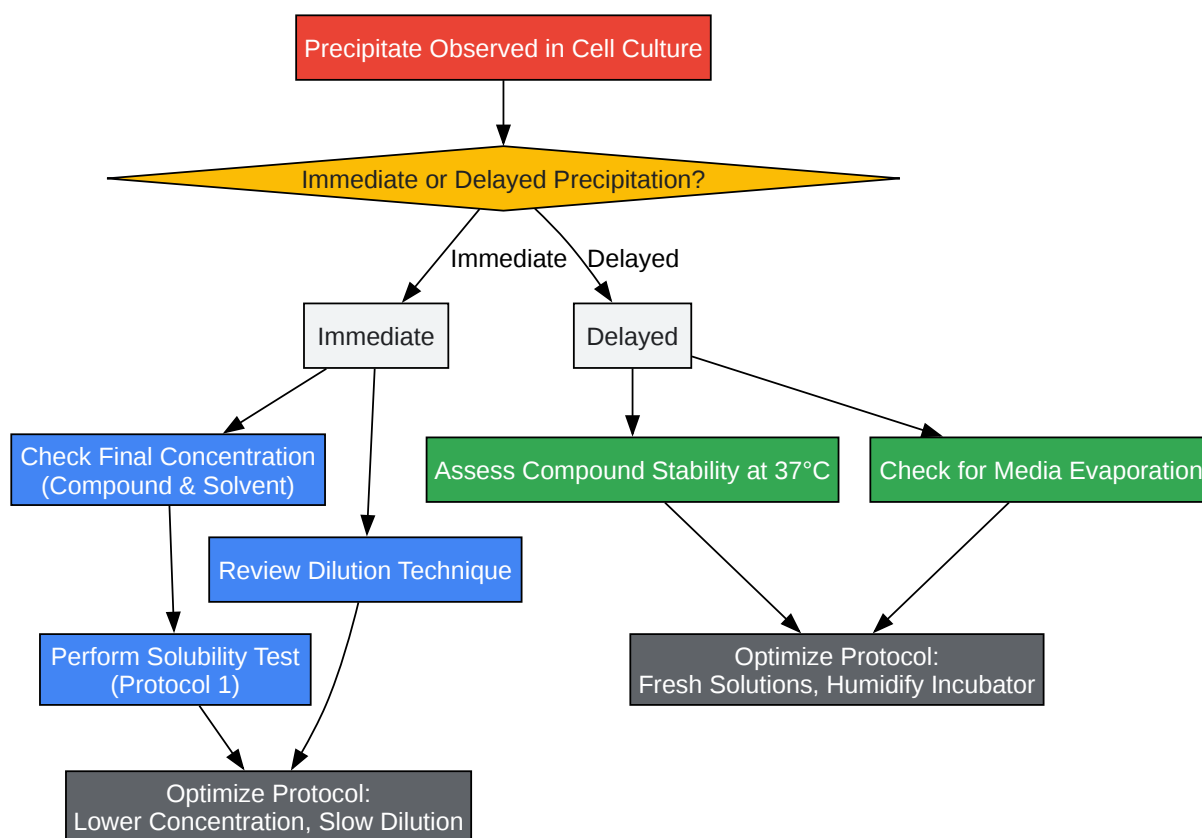 Precipitate Observed in Cell Culture
Immediate or Delayed Precipitation?
Immediate
Delayed
Immediate
Delayed
Check Final Concentration
(Compound & Solvent)
Assess Compound Stability at 37°C
Check for Media Evaporation
Review Dilution Technique
Perform Solubility Test
(Protocol 1)
Optimize Protocol:
Fresh Solutions, Humidify Incubator
Optimize Protocol:
Lower Concentration, Slow Dilution